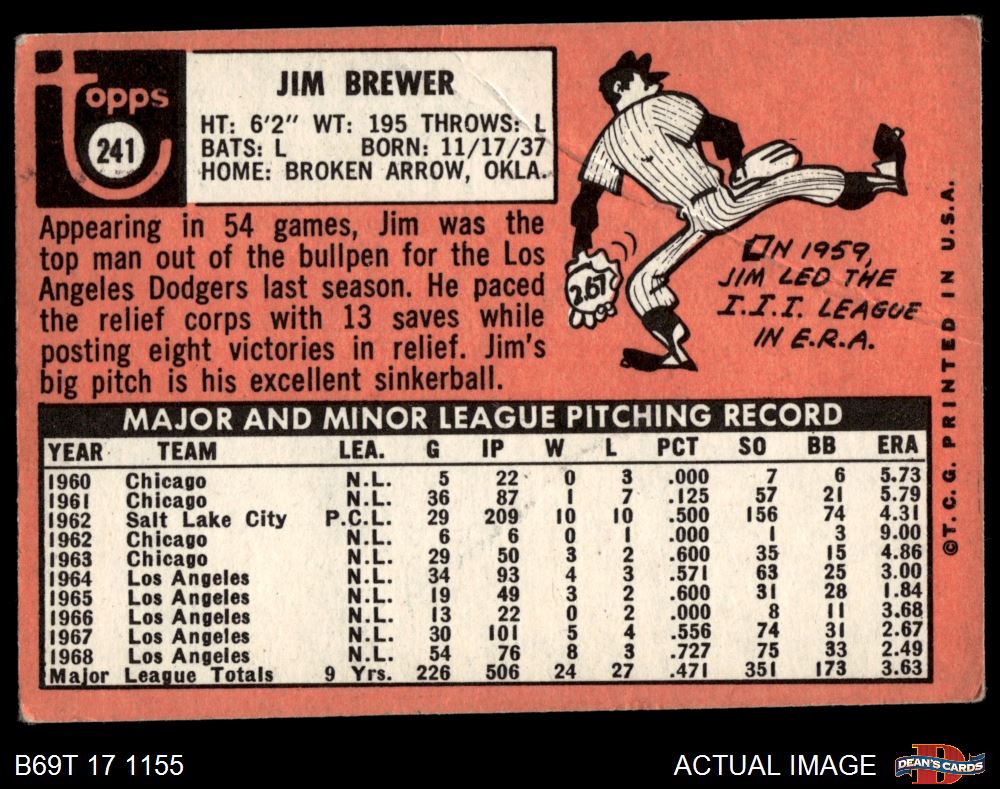 Topps
241
JIM BREWER
HT: 6'2" WT: 195 THROWS: L
BATS: L BORN: 11/17/37
HOME: BROKEN ARROW, OKLA.
Appearing in 54 games, Jim was the
top man out of the bullpen for the Los
Angeles Dodgers last season. He paced
the relief corps with 13 saves while
posting eight victories in relief. Jim's
big pitch is his excellent sinkerball.
2.67
ON 1959,
JIM LED THE
I.I.I. LEAGUE
IN E.R.A.
©T.C.G. PRINTED IN U.S.A.
MAJOR AND MINOR LEAGUE PITCHING RECORD
YEAR TEAM LEA. G IP W L PCT SO BB ERA
1960 Chicago N.L. 5 22 0 3 .000 7 6 5.73
1961 Chicago N.L. 36 87 1 7 .125 57 21 5.79
1962 Salt Lake City P.C.L. 29 209 10 10 .500 156 74 4.31
1962 Chicago N.L. 6 6 0 1 .000 1 3 9.00
1963 Chicago N.L. 29 50 3 2 .600 35 15 4.86
1964 Los Angeles N.L. 34 93 4 3 .571 63 25 3.00
1965 Los Angeles N.L. 19 49 3 2 .600 31 28 1.84
1966 Los Angeles N.L. 13 22 0 2 .000 8 11 3.68
1967 Los Angeles N.L. 30 101 5 4 .556 74 31 2.67
1968 Los Angeles N.L. 54 76 8 3 .727 75 33 2.49
Major League Totals 9 Yrs. 226 506 24 27 .471 351 173 3.63
B69T 17 1155
ACTUAL IMAGE
D
DEAN'S CARDS